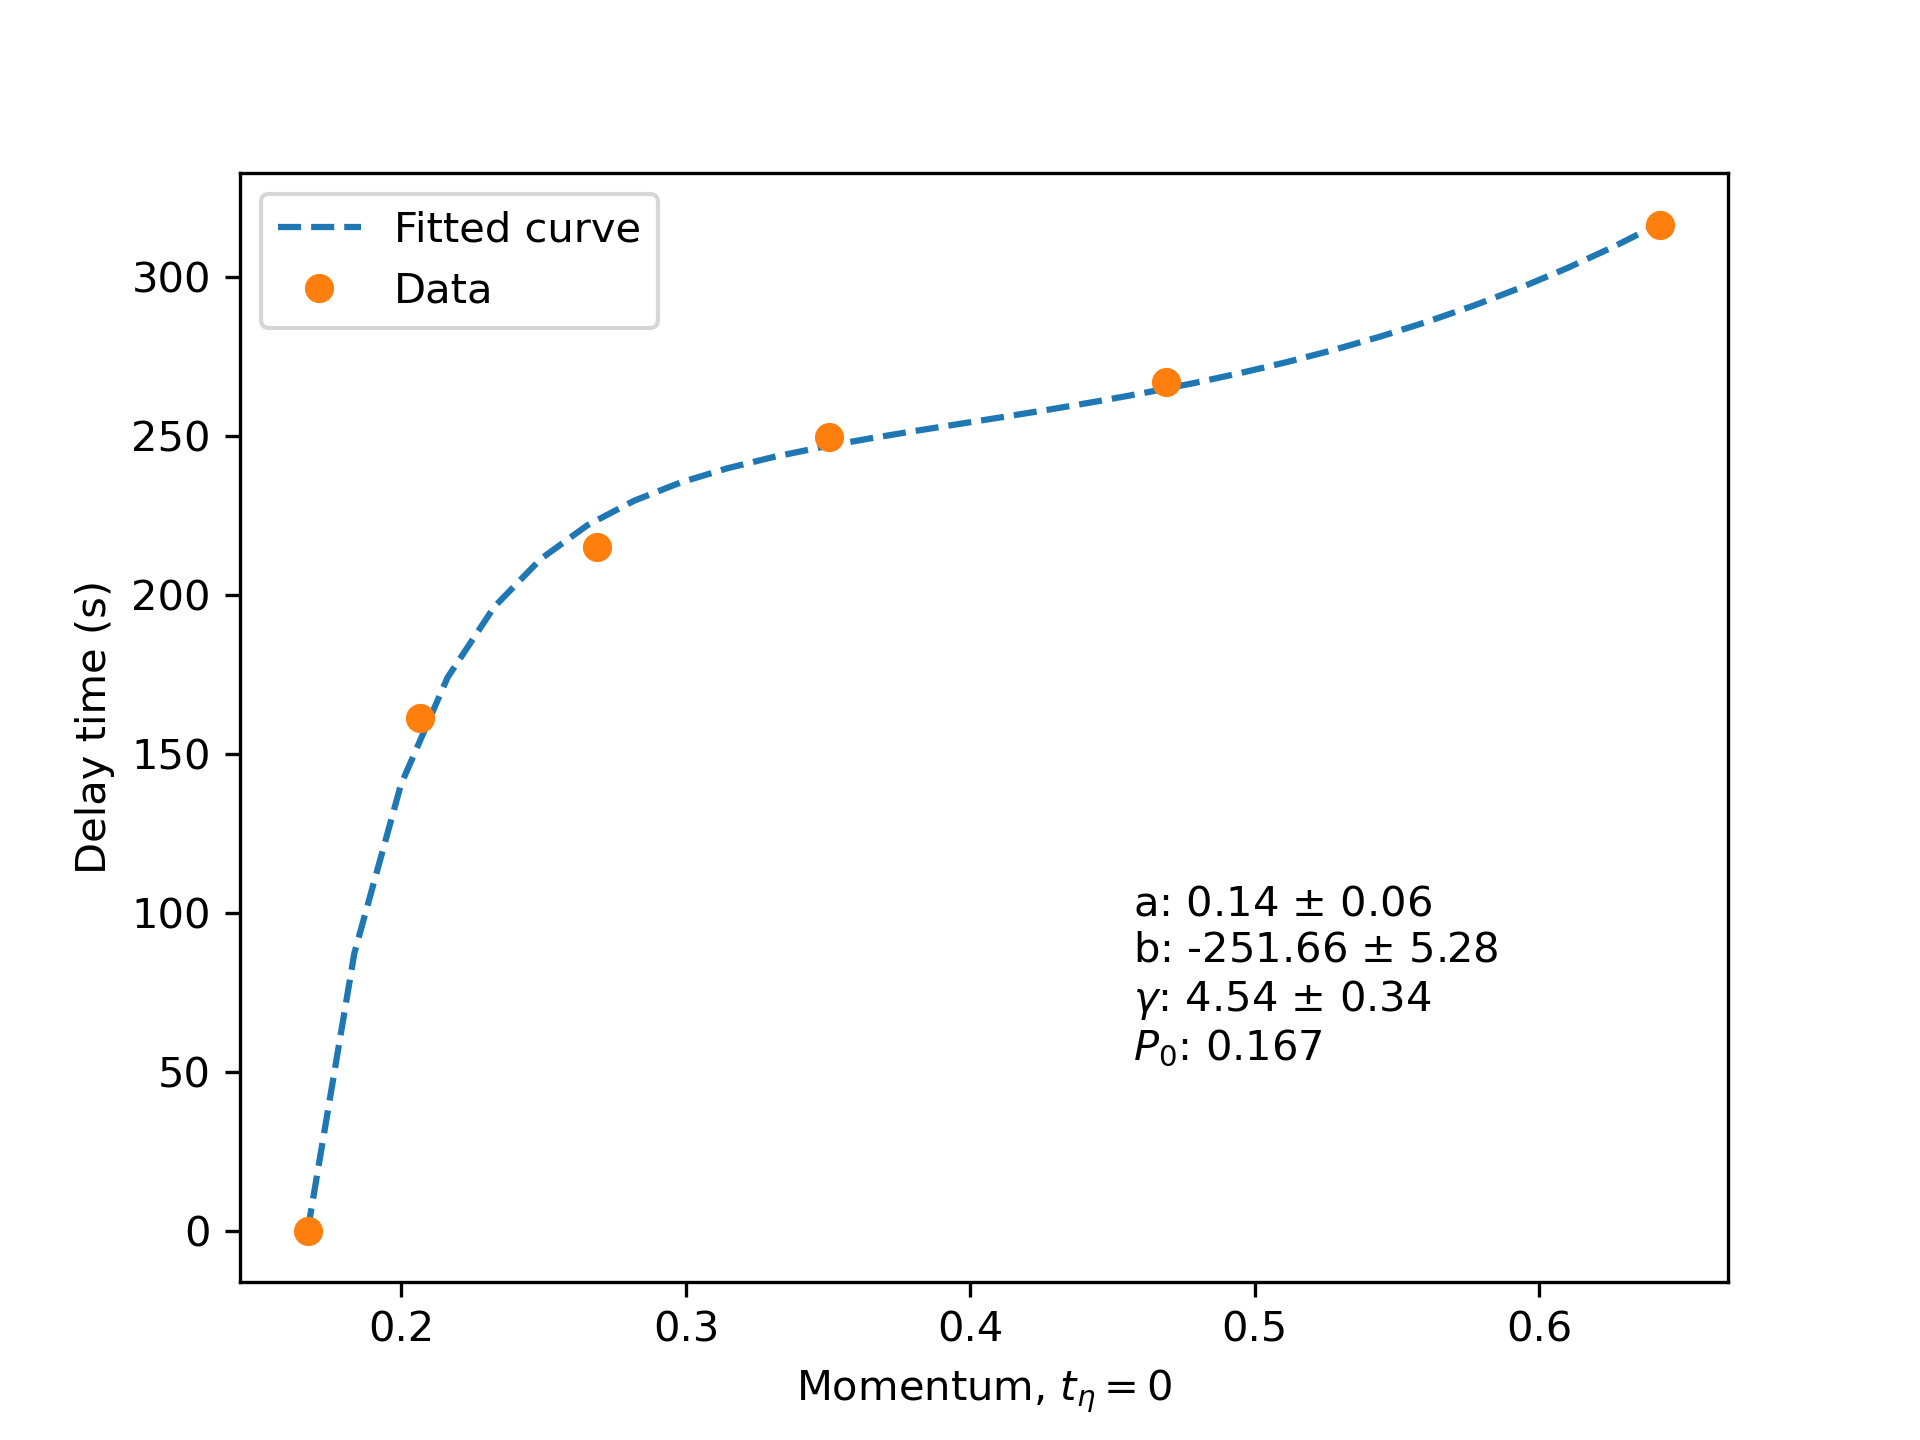 Fitted curve
Data
300
250
200
150
100
50
0
Delay time (s)
a: 0.14 ± 0.06
b: -251.66 ± 5.28
γ: 4.54 ± 0.34
P₀: 0.167
0.2 0.3 0.4 0.5 0.6
Momentum, tη = 0